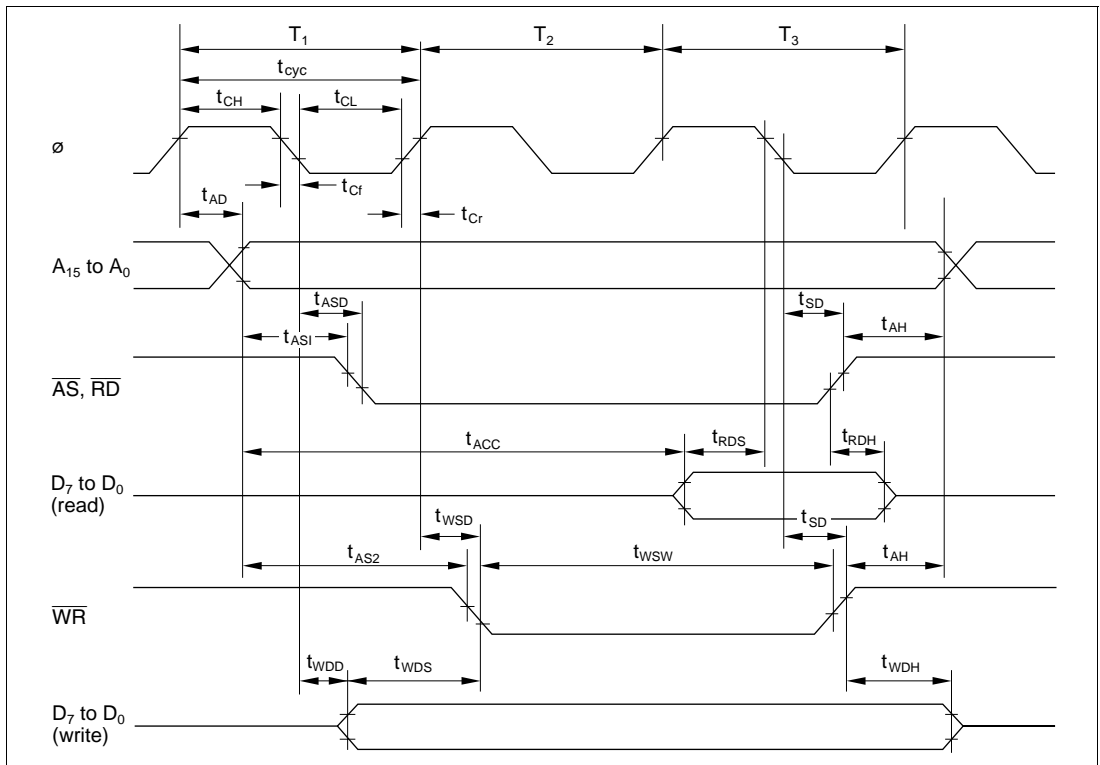 T₁ T₂ T₃
tcyc
tCH tCL
ø
tCf
tAD tCr
A₁₅ to A₀
tASD tSD
tASI tAH
AS, RD
tACC tRDS tRDH
D₇ to D₀
(read)
tWSD tSD
tAS2 tWSW tAH
WR
tWDD tWDS tWDH
D₇ to D₀
(write)